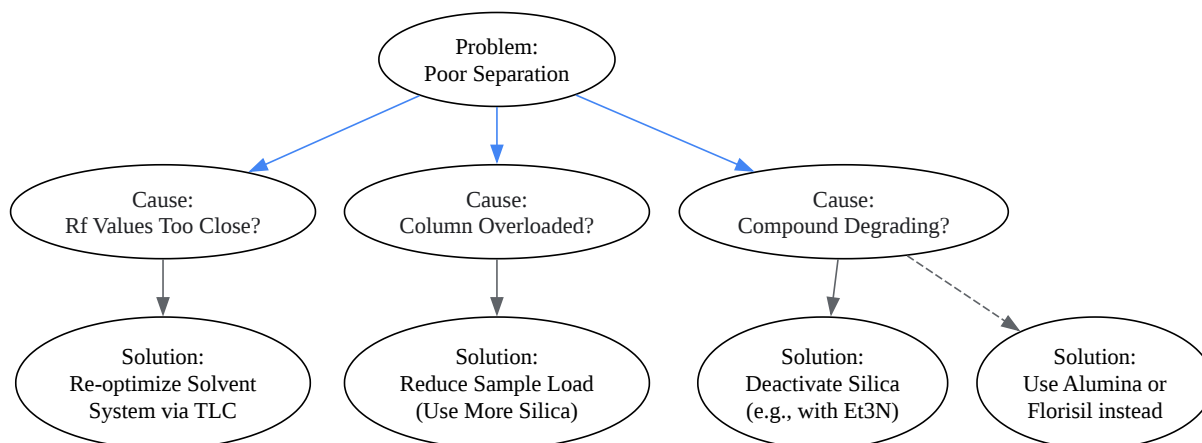 Problem:
Poor Separation
Cause:
Rf Values Too Close?
Cause:
Column Overloaded?
Cause:
Compound Degrading?
Solution:
Re-optimize Solvent
System via TLC
Solution:
Reduce Sample Load
(Use More Silica)
Solution:
Deactivate Silica
(e.g., with Et3N)
Solution:
Use Alumina or
Florisil instead